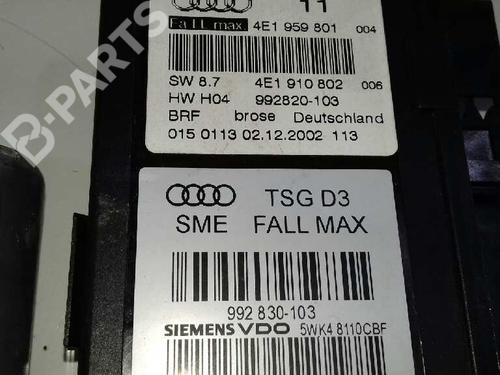 11
Fall max 4E1 959 801 004
SW 8.7 4E1 910 802 006
HW H04 992820-103
BRF brose Deutschland
015 0113 02.12.2002 113
TSG D3
SME FALL MAX
992 830-103
SIEMENS VDO 5WK4 8110CBF
B-PARTS